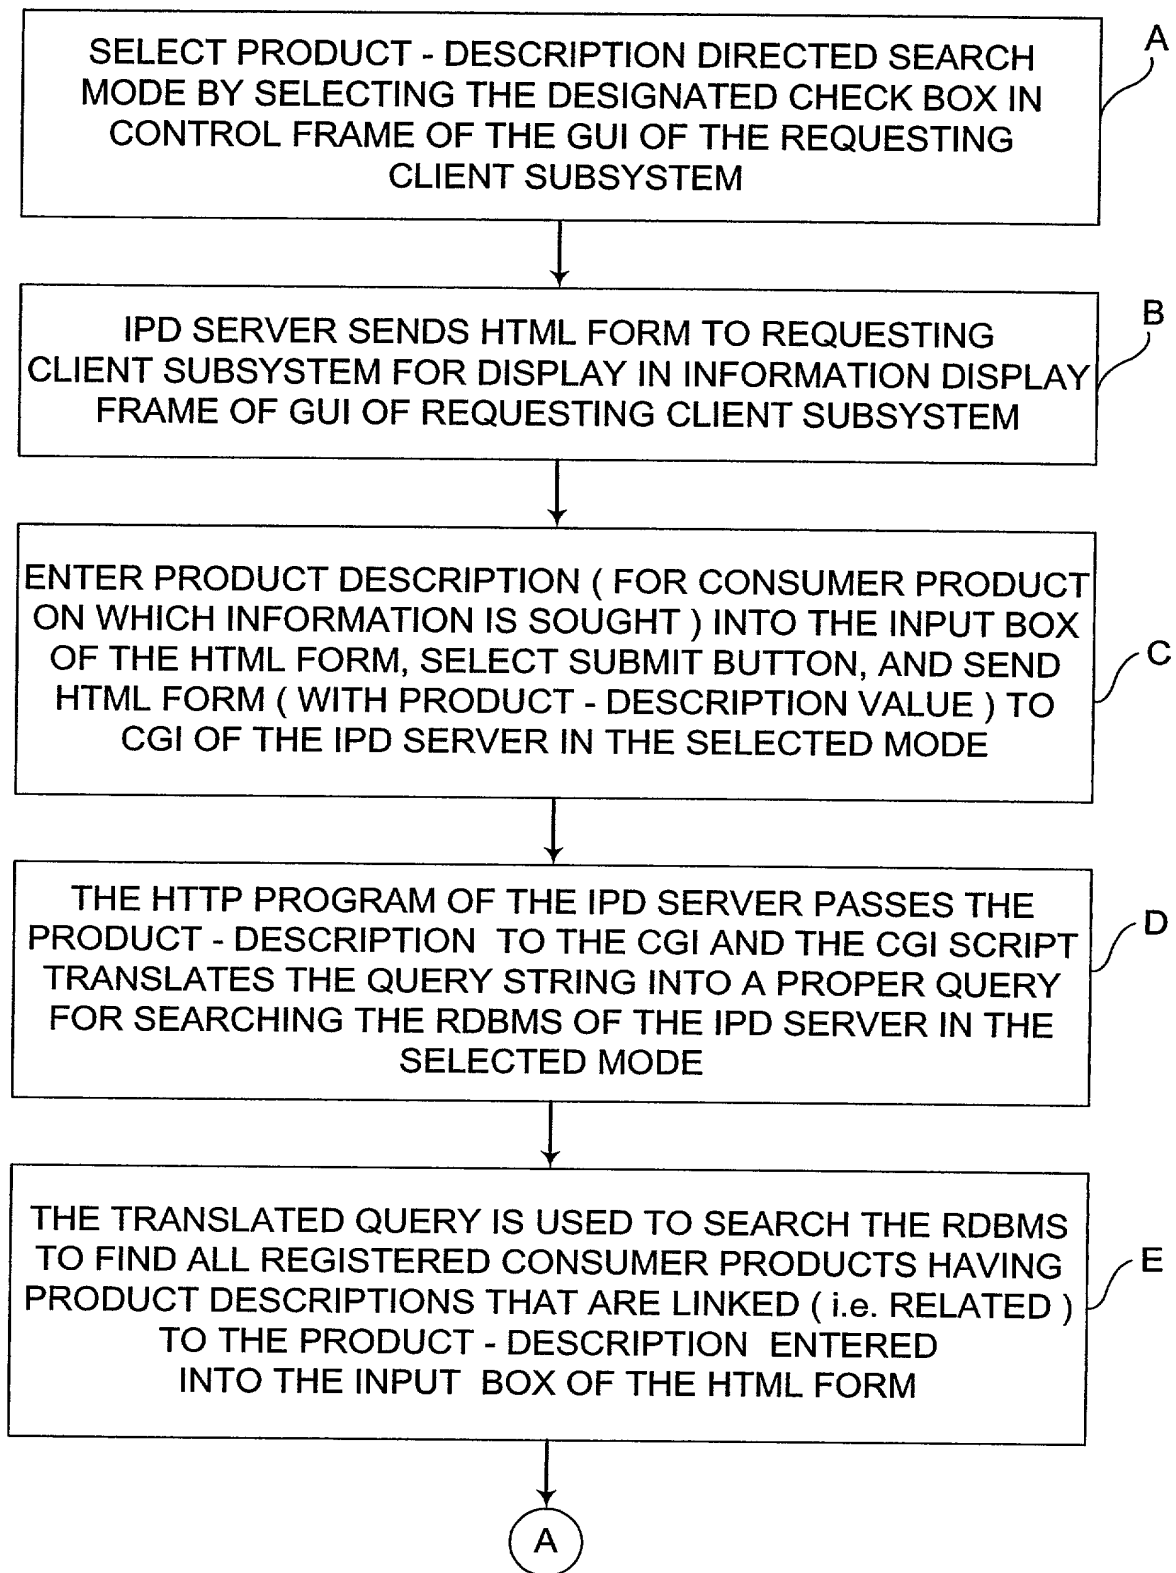 SELECT PRODUCT - DESCRIPTION DIRECTED SEARCH
MODE BY SELECTING THE DESIGNATED CHECK BOX IN
CONTROL FRAME OF THE GUI OF THE REQUESTING
CLIENT SUBSYSTEM
A
IPD SERVER SENDS HTML FORM TO REQUESTING
CLIENT SUBSYSTEM FOR DISPLAY IN INFORMATION DISPLAY
FRAME OF GUI OF REQUESTING CLIENT SUBSYSTEM
B
ENTER PRODUCT DESCRIPTION ( FOR CONSUMER PRODUCT
ON WHICH INFORMATION IS SOUGHT ) INTO THE INPUT BOX
OF THE HTML FORM, SELECT SUBMIT BUTTON, AND SEND
HTML FORM ( WITH PRODUCT - DESCRIPTION VALUE ) TO
CGI OF THE IPD SERVER IN THE SELECTED MODE
C
THE HTTP PROGRAM OF THE IPD SERVER PASSES THE
PRODUCT - DESCRIPTION TO THE CGI AND THE CGI SCRIPT
TRANSLATES THE QUERY STRING INTO A PROPER QUERY
FOR SEARCHING THE RDBMS OF THE IPD SERVER IN THE
SELECTED MODE
D
THE TRANSLATED QUERY IS USED TO SEARCH THE RDBMS
TO FIND ALL REGISTERED CONSUMER PRODUCTS HAVING
PRODUCT DESCRIPTIONS THAT ARE LINKED ( i.e. RELATED )
TO THE PRODUCT - DESCRIPTION ENTERED
INTO THE INPUT BOX OF THE HTML FORM
E
A